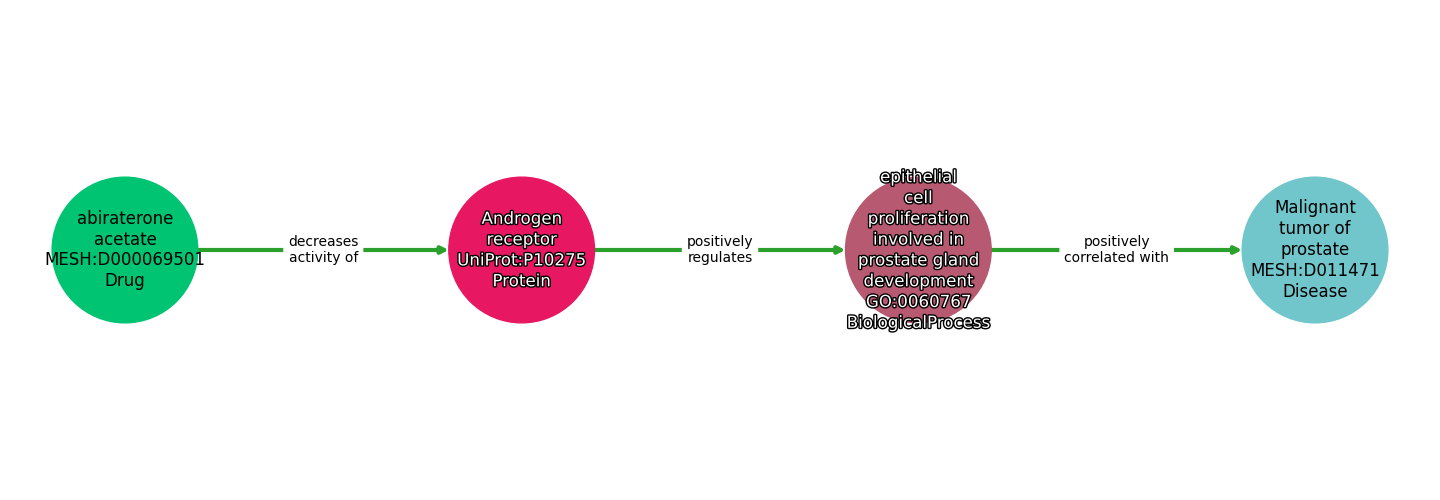 abiraterone
acetate
MESH:D000069501
Drug
decreases
activity of
Androgen
receptor
UniProt:P10275
Protein
positively
regulates
epithelial
cell
proliferation
involved in
prostate gland
development
GO:0060767
BiologicalProcess
positively
correlated with
Malignant
tumor of
prostate
MESH:D011471
Disease